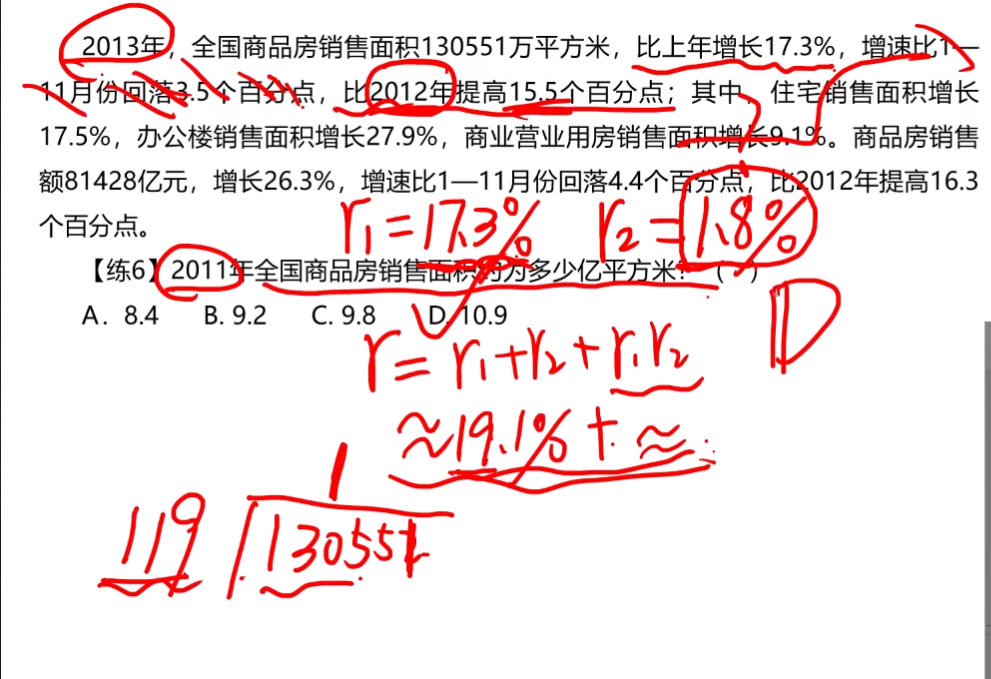 2013年，全国商品房销售面积130551万平方米，比上年增长17.3%，增速比1—
11月份回落3.5个百分点，比2012年提高15.5个百分点；其中，住宅销售面积增长
17.5%，办公楼销售面积增长27.9%，商业营业用房销售面积增长9.1%。商品房销售
额81428亿元，增长26.3%，增速比1—11月份回落4.4个百分点，比2012年提高16.3
个百分点。
r₁=17.3% r₂=1.8%
【练6】2011年全国商品房销售面积约为多少亿平方米？（ ）
A. 8.4 B. 9.2 C. 9.8 D. 10.9
D
r=r₁+r₂+r₁r₂
≈19.1%+≈
1
119 130551